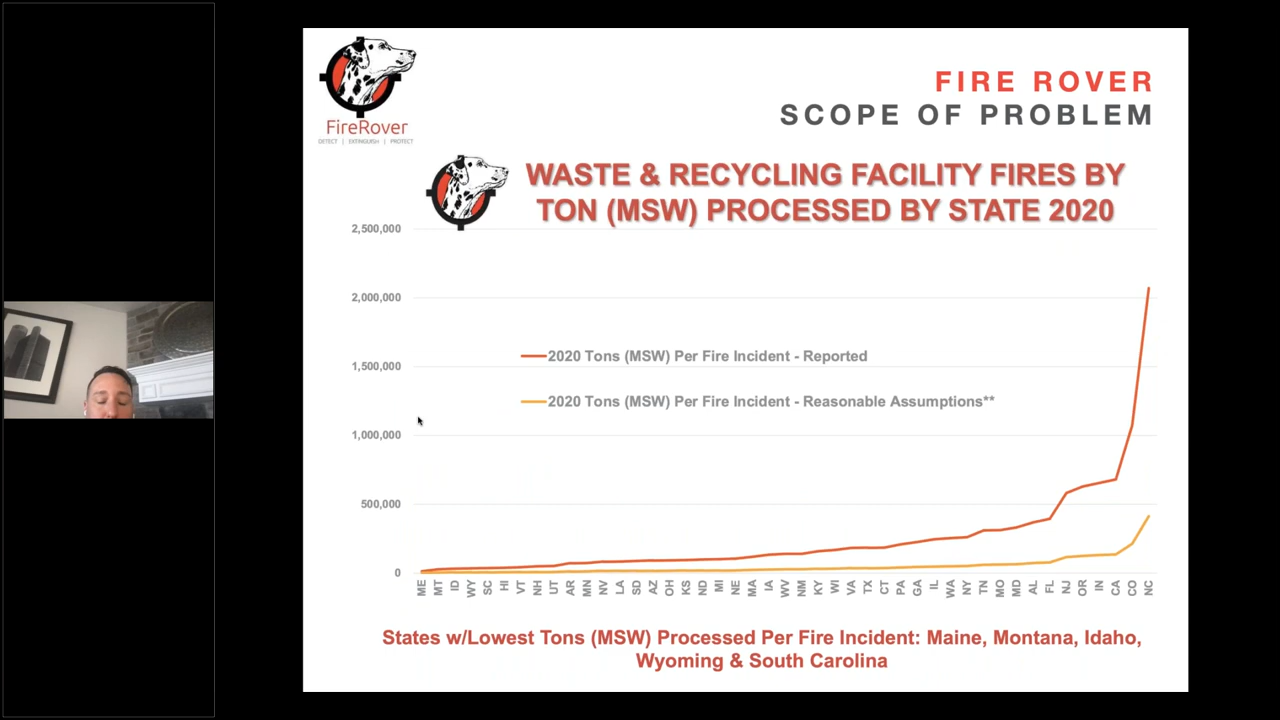 FireRover
DETECT | EXTINGUISH | PROTECT
FIRE ROVER
SCOPE OF PROBLEM
WASTE & RECYCLING FACILITY FIRES BY
TON (MSW) PROCESSED BY STATE 2020
2,500,000
2,000,000
1,500,000
1,000,000
500,000
0
2020 Tons (MSW) Per Fire Incident - Reported
2020 Tons (MSW) Per Fire Incident - Reasonable Assumptions**
ME MT ID WY SC HI VT NH UT AR MN NV LA SD AZ OH KS ND MI NE MA IA WV NM KY WI VA TX CT PA GA IL WA NY TN MO MD AL FL NJ OR IN CA CO NC
States w/Lowest Tons (MSW) Processed Per Fire Incident: Maine, Montana, Idaho,
Wyoming & South Carolina